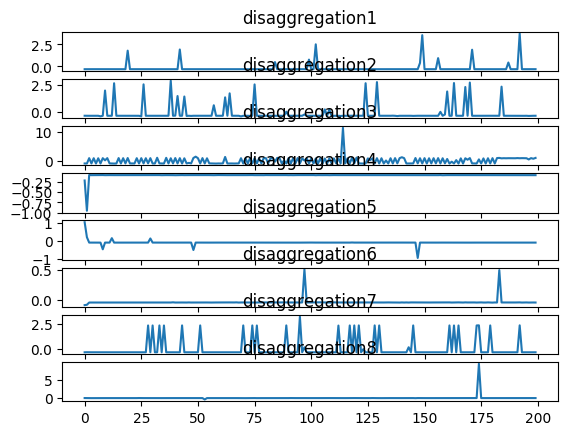 disaggregation1
2.5
0.0
disaggregation2
2.5
0.0
disaggregation3
10
0
disaggregation4
−0.25
−0.50
−0.75
−1.00
disaggregation5
1
0
−1
disaggregation6
0.5
0.0
disaggregation7
2.5
0.0
disaggregation8
5
0
0 25 50 75 100 125 150 175 200